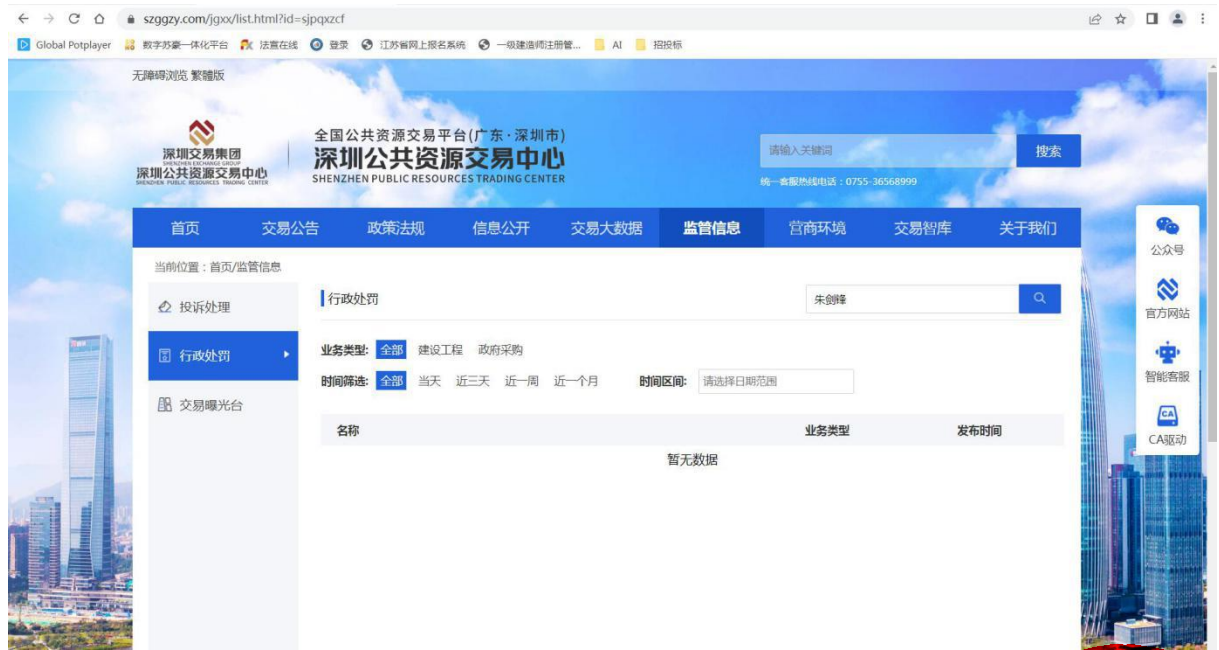 szggzy.com/jgxx/list.html?id=sjpqxzcf
Global Potplayer 数字苏豪一体化平台 法宣在线 登录 江苏省网上报名系统 一级建造师注册管... AI 招投标
无障碍浏览 繁體版
深圳交易集团
SHENZHEN EXCHANGE GROUP
深圳公共资源交易中心
SHENZHEN PUBLIC RESOURCES TRADING CENTER
全国公共资源交易平台(广东·深圳市)
深圳公共资源交易中心
SHENZHEN PUBLIC RESOURCES TRADING CENTER
请输入关键词 搜索
统一客服热线电话：0755-36568999
首页 交易公告 政策法规 信息公开 交易大数据 监管信息 营商环境 交易智库 关于我们
当前位置：首页/监管信息
投诉处理
行政处罚
交易曝光台
行政处罚 朱剑锋
业务类型: 全部 建设工程 政府采购
时间筛选: 全部 当天 近三天 近一周 近一个月 时间区间: 请选择日期范围
名称 业务类型 发布时间
暂无数据
公众号
官方网站
智能客服
CA
CA驱动